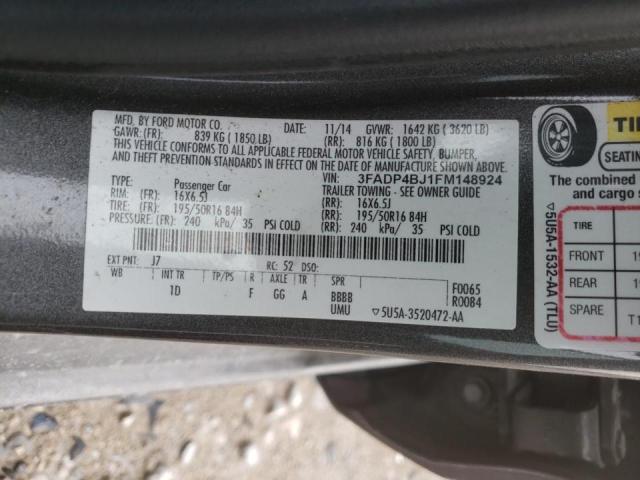 MFD. BY FORD MOTOR CO.
DATE: 11/14 GVWR: 1642 KG ( 3620 LB)
GAWR: (FR): 839 KG ( 1850 LB) (RR): 816 KG ( 1800 LB)
THIS VEHICLE CONFORMS TO ALL APPLICABLE FEDERAL MOTOR VEHICLE SAFETY, BUMPER,
AND THEFT PREVENTION STANDARDS IN EFFECT ON THE DATE OF MANUFACTURE SHOWN ABOVE.
VIN: 3FADP4BJ1FM148924
TYPE: Passenger Car TRAILER TOWING - SEE OWNER GUIDE
RIM: (FR) 16X6.5J (RR): 16X6.5J
TIRE: (FR) 195/50R16 84H (RR): 195/50R16 84H
PRESSURE: (FR) 240 kPa/ 35 PSI COLD (RR): 240 kPa/ 35 PSI COLD
EXT PNT: J7 RC: 52 DSO:
WB INT TR TP/PS R AXLE TR SPR
1D F GG A BBBB
UMU
F0065
R0084
▽5U5A-3520472-AA
SEATING
The combined
and cargo
TIRE
REAR
SPARE
▽5U5A-1532-AA (TLU)